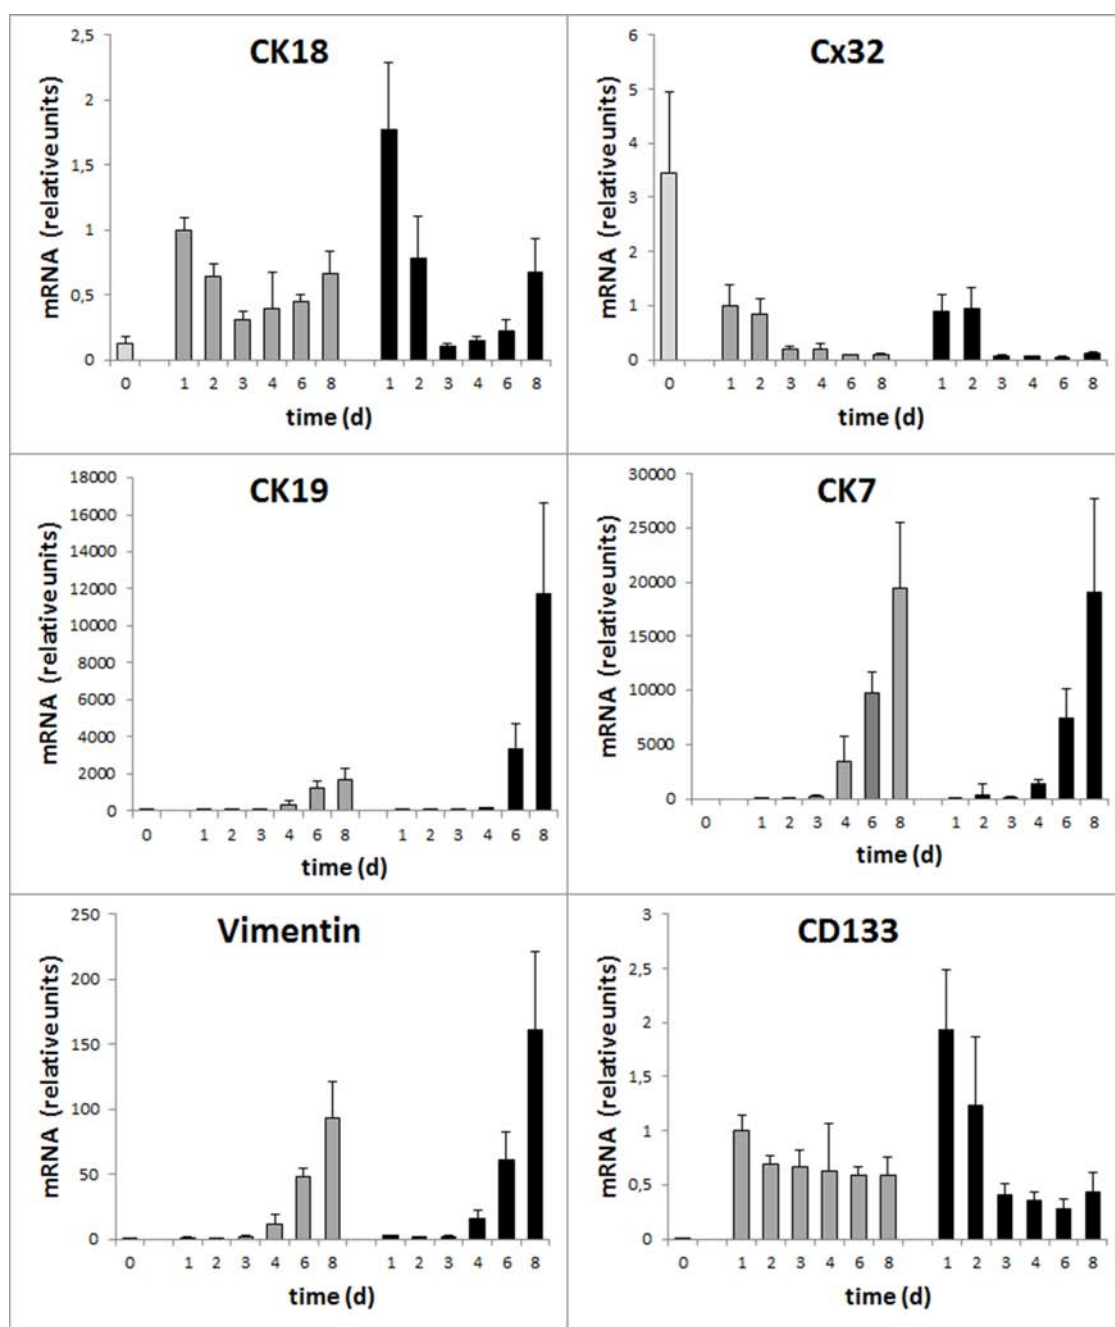 CK18
mRNA (relative units)
2,5
2
1,5
1
0,5
0
0 1 2 3 4 6 8 1 2 3 4 6 8
time (d)
Cx32
mRNA (relative units)
6
5
4
3
2
1
0
0 1 2 3 4 6 8 1 2 3 4 6 8
time (d)
CK19
mRNA (relative units)
18000
16000
14000
12000
10000
8000
6000
4000
2000
0
0 1 2 3 4 6 8 1 2 3 4 6 8
time (d)
CK7
mRNA (relative units)
30000
25000
20000
15000
10000
5000
0
0 1 2 3 4 6 8 1 2 3 4 6 8
time (d)
Vimentin
mRNA (relative units)
250
200
150
100
50
0
0 1 2 3 4 6 8 1 2 3 4 6 8
time (d)
CD133
mRNA (relative units)
3
2,5
2
1,5
1
0,5
0
0 1 2 3 4 6 8 1 2 3 4 6 8
time (d)